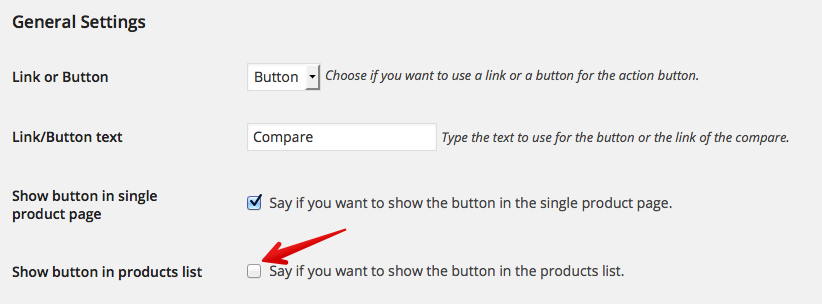 General Settings
Link or Button
Button
Choose if you want to use a link or a button for the action button.
Link/Button text
Compare
Type the text to use for the button or the link of the compare.
Show button in single
product page
Say if you want to show the button in the single product page.
Show button in products list
Say if you want to show the button in the products list.